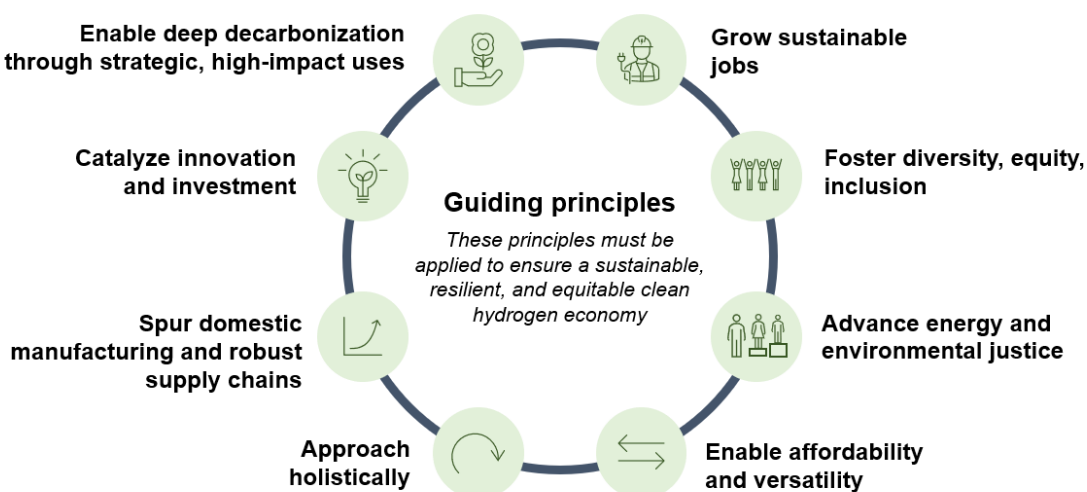 Enable deep decarbonization
through strategic, high-impact uses
Grow sustainable
jobs
Catalyze innovation
and investment
Foster diversity, equity,
inclusion
Guiding principles
These principles must be
applied to ensure a sustainable,
resilient, and equitable clean
hydrogen economy
Spur domestic
manufacturing and robust
supply chains
Advance energy and
environmental justice
Approach
holistically
Enable affordability
and versatility